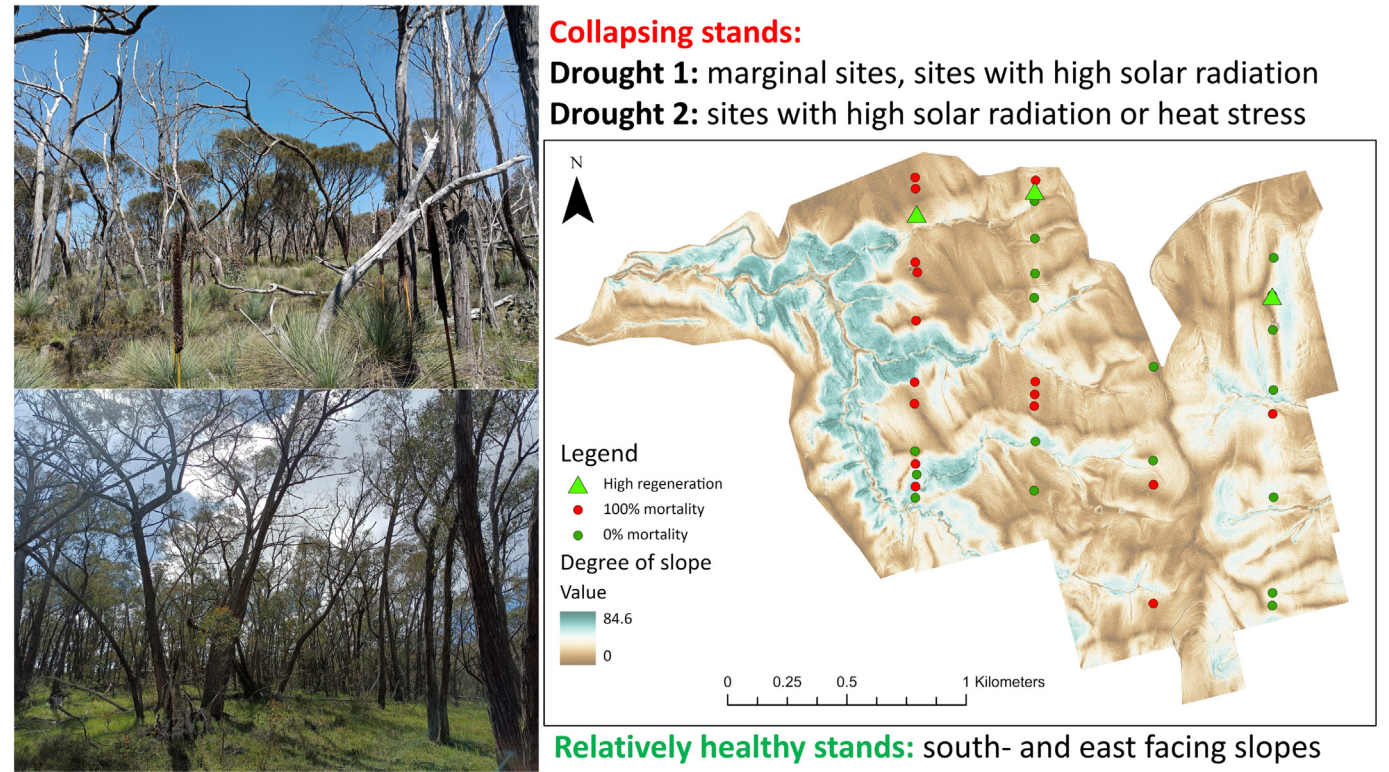 Collapsing stands:
Drought 1: marginal sites, sites with high solar radiation
Drought 2: sites with high solar radiation or heat stress
N
Legend
High regeneration
100% mortality
0% mortality
Degree of slope
Value
84.6
0
0 0.25 0.5 1 Kilometers
Relatively healthy stands: south- and east facing slopes